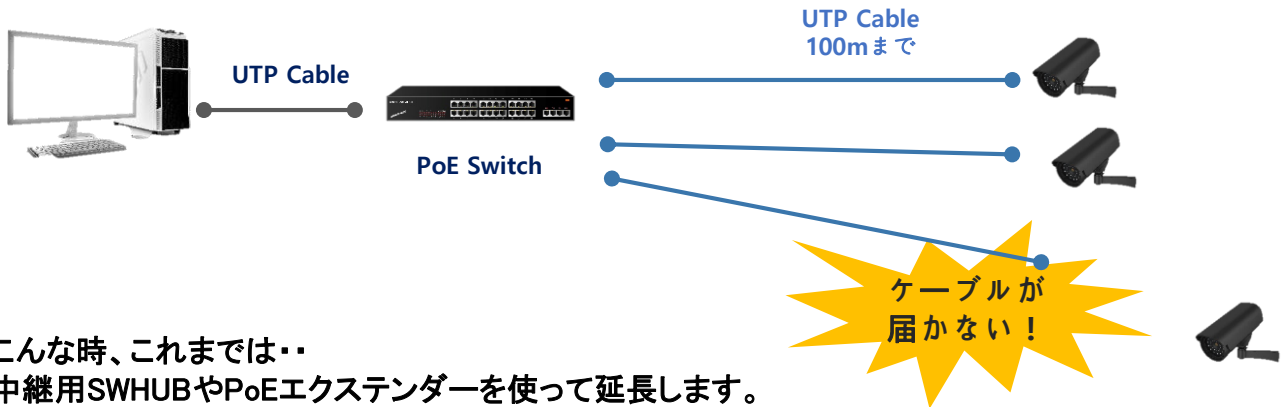 UTP Cable
100mまで
UTP Cable
PoE Switch
ケーブルが
届かない！
こんな時、これまでは・・
中継用SWHUBやPoEエクステンダーを使って延長します。